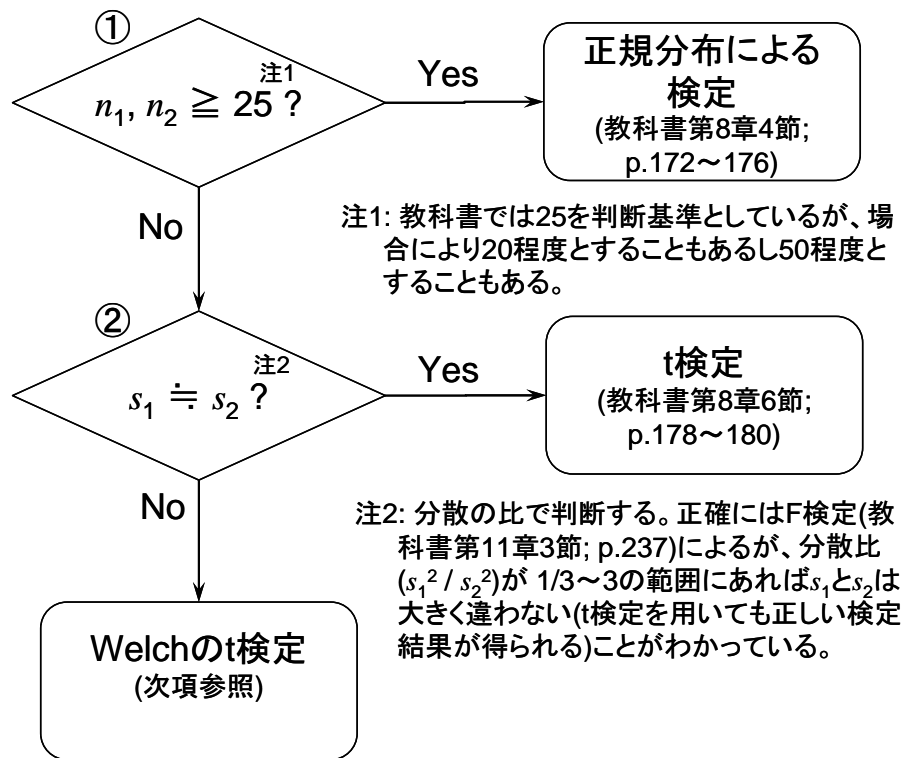 ①
n₁, n₂ ≧ 25 ? 注1
Yes
正規分布による
検定
(教科書第8章4節;
p.172～176)
No
注1: 教科書では25を判断基準としているが、場
合により20程度とすることもあるし50程度と
することもある。
②
s₁ ≒ s₂ ? 注2
Yes
t検定
(教科書第8章6節;
p.178～180)
No
注2: 分散の比で判断する。正確にはF検定(教
科書第11章3節; p.237)によるが、分散比
(s₁² / s₂²)が 1/3～3の範囲にあればs₁とs₂は
大きく違わない(t検定を用いても正しい検定
結果が得られる)ことがわかっている。
Welchのt検定
(次項参照)